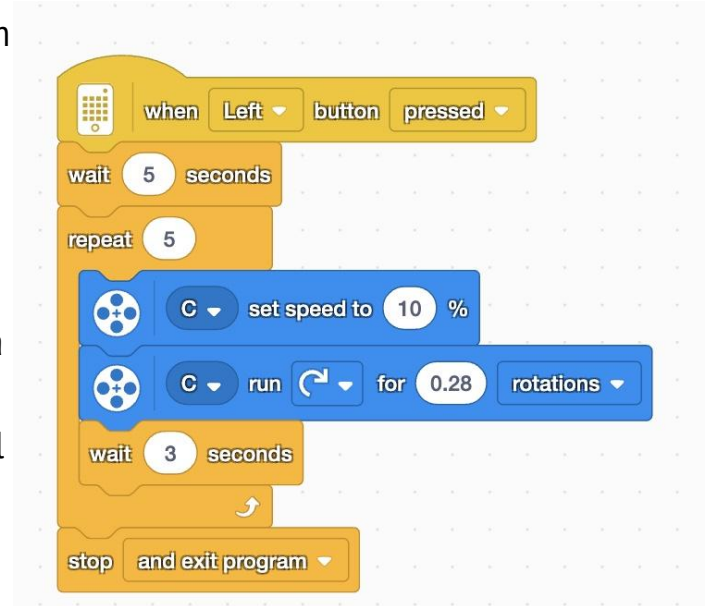 when Left button pressed
wait 5 seconds
repeat 5
C set speed to 10 %
C run for 0.28 rotations
wait 3 seconds
stop and exit program